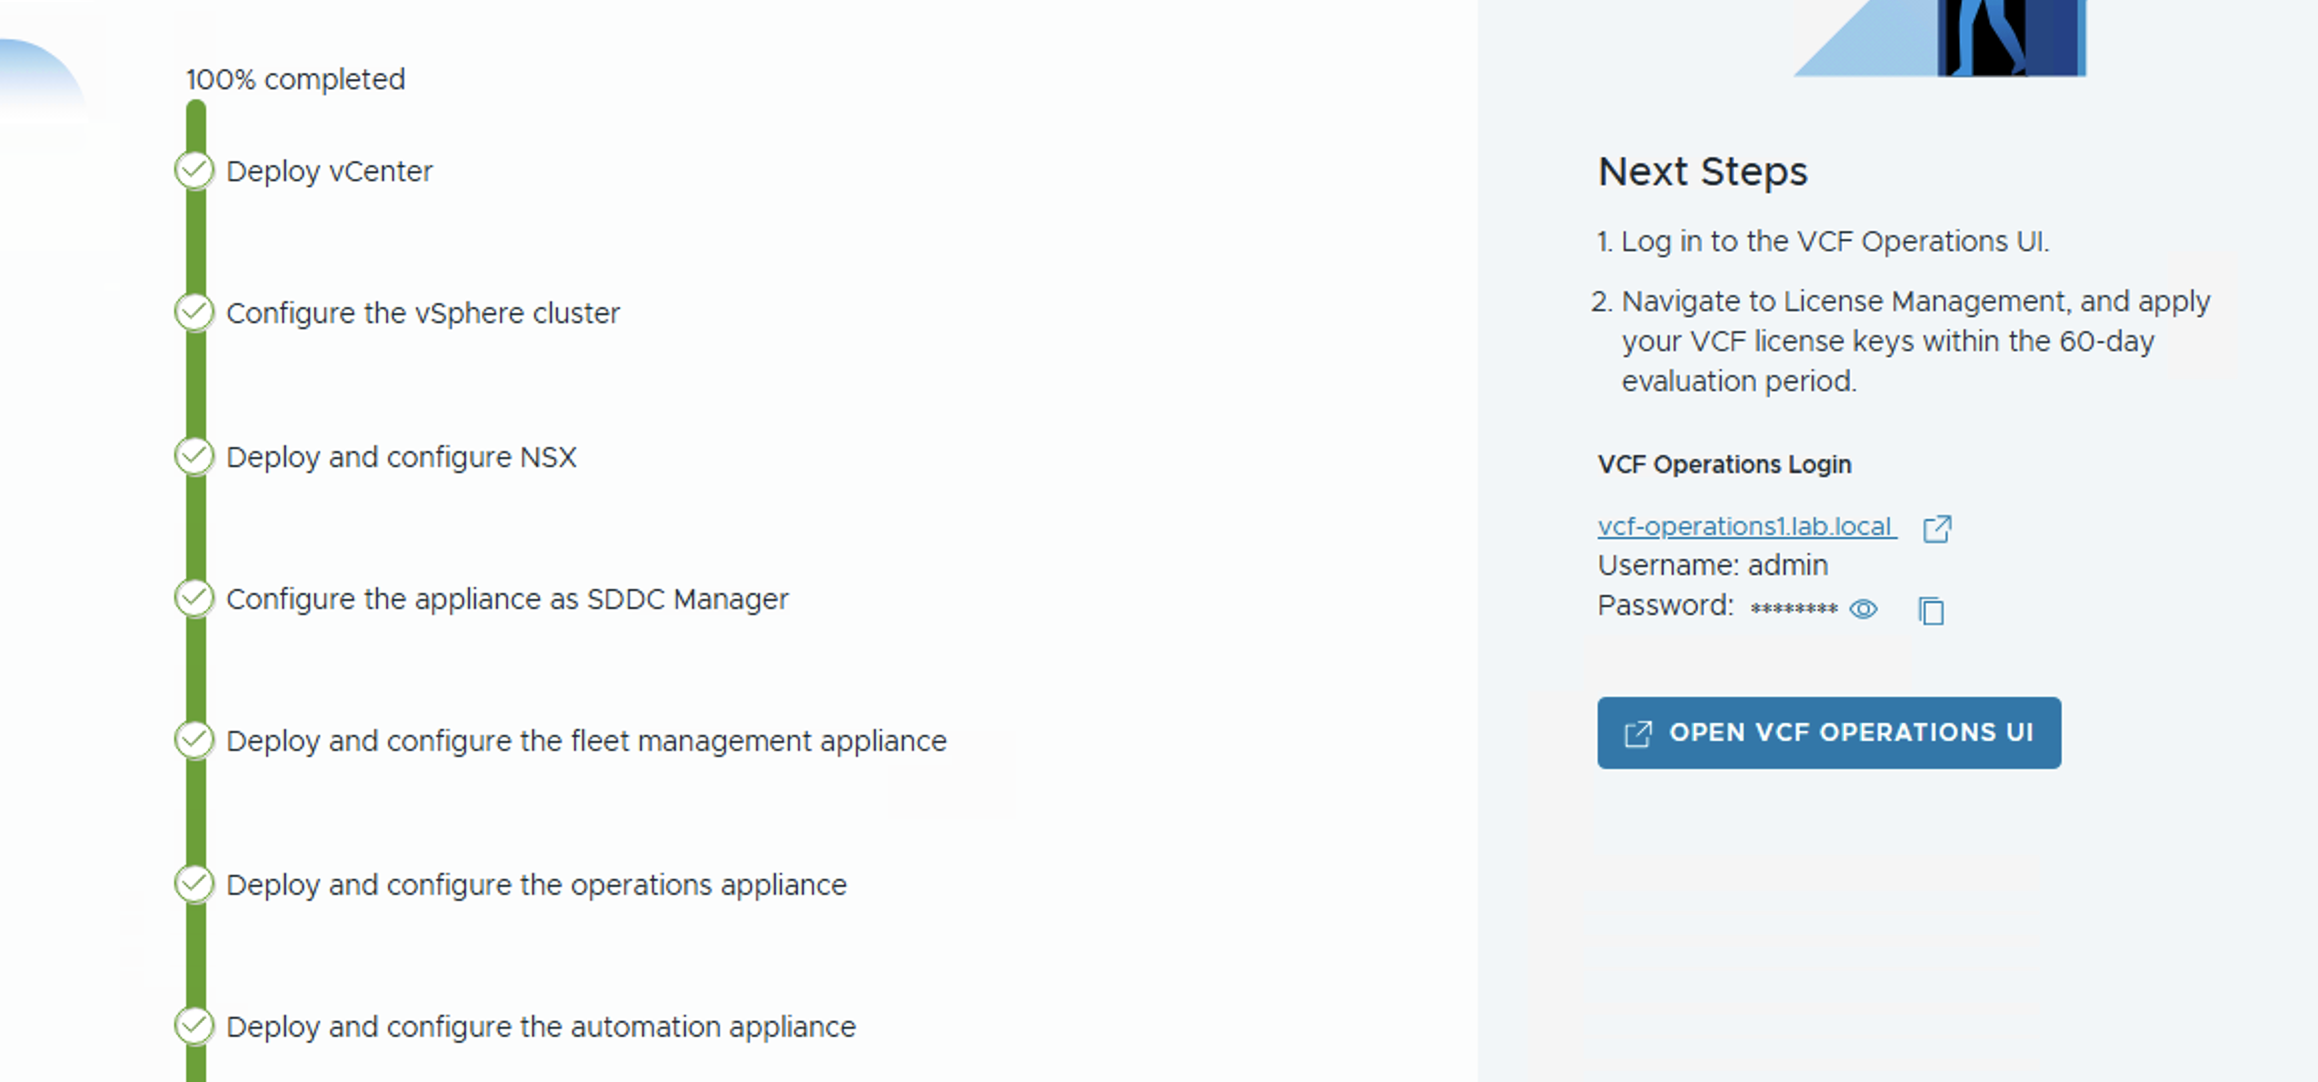 100% completed
Deploy vCenter
Configure the vSphere cluster
Deploy and configure NSX
Configure the appliance as SDDC Manager
Deploy and configure the fleet management appliance
Deploy and configure the operations appliance
Deploy and configure the automation appliance
Next Steps
1. Log in to the VCF Operations UI.
2. Navigate to License Management, and apply
your VCF license keys within the 60-day
evaluation period.
VCF Operations Login
vcf-operations1.lab.local
Username: admin
Password: ********
OPEN VCF OPERATIONS UI